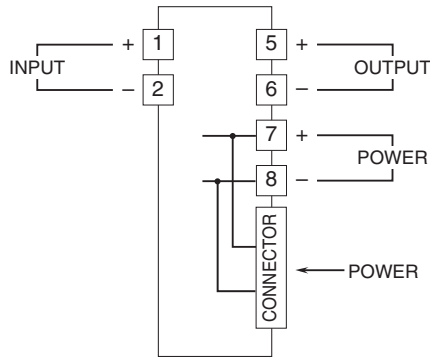 + 1 5 +
INPUT OUTPUT
− 2 6 −
7 +
POWER
8 −
CONNECTOR
POWER